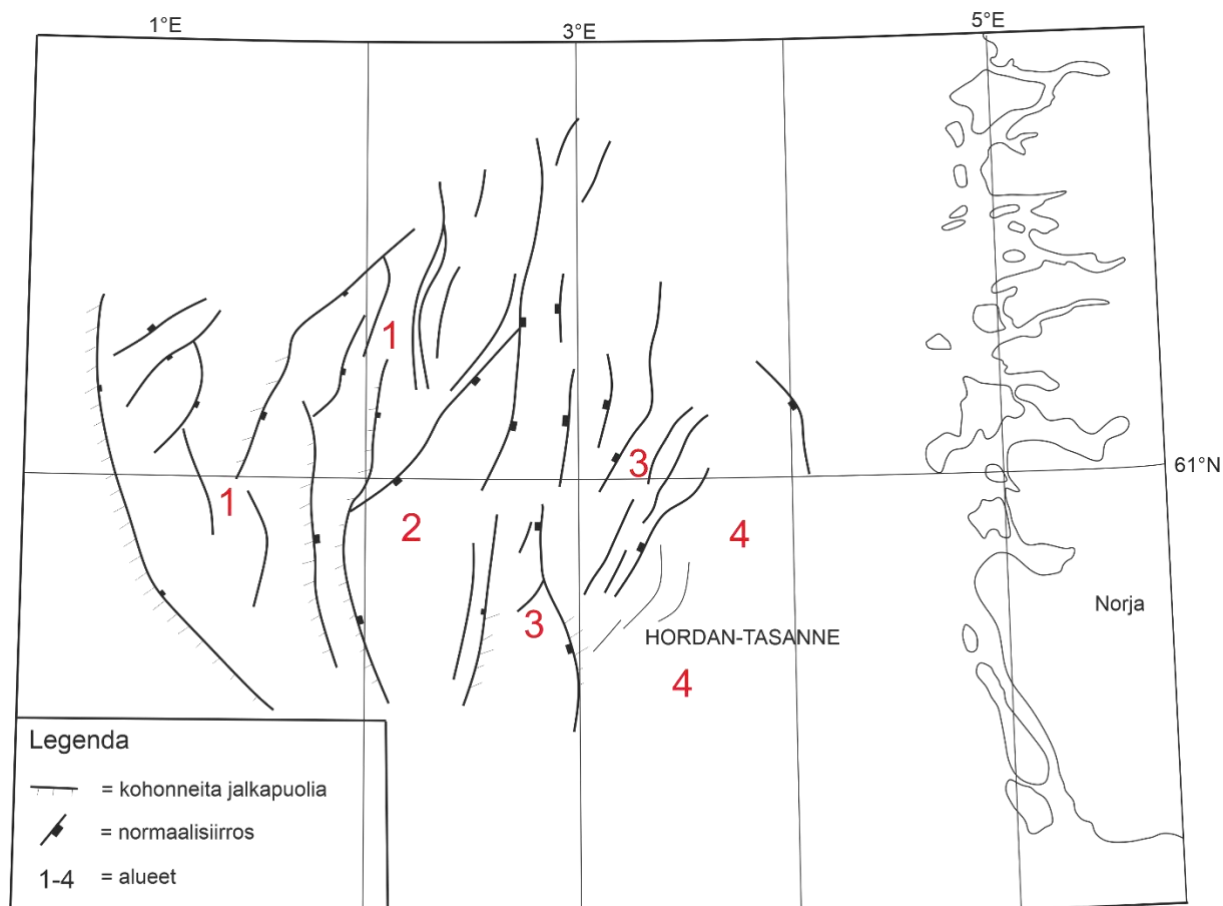 1°E
3°E
5°E
1
3
61°N
1
2
4
Norja
3
HORDAN-TASANNE
4
Legenda
= kohonneita jalkapuolia
= normaalisiirros
1-4 = alueet